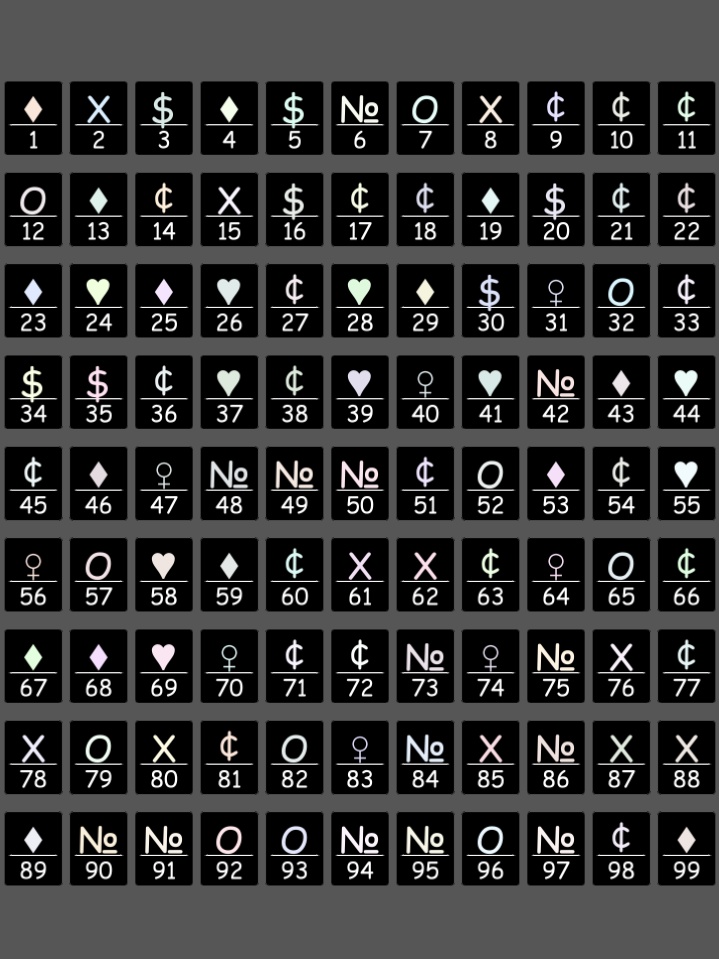 ♦ X $ ♦ $ № O X ¢ ¢ ¢
1 2 3 4 5 6 7 8 9 10 11
O ♦ ¢ X $ ¢ ¢ ♦ $ ¢ ¢
12 13 14 15 16 17 18 19 20 21 22
♦ ♥ ♦ ♥ ¢ ♥ ♦ $ ♀ O ¢
23 24 25 26 27 28 29 30 31 32 33
$ $ ¢ ♥ ¢ ♥ ♀ ♥ № ♦ ♥
34 35 36 37 38 39 40 41 42 43 44
¢ ♦ ♀ № № № ¢ O ♦ ¢ ♥
45 46 47 48 49 50 51 52 53 54 55
♀ O ♥ ♦ ¢ X X ¢ ♀ O ¢
56 57 58 59 60 61 62 63 64 65 66
♦ ♦ ♥ ♀ ¢ ¢ № ♀ № X ¢
67 68 69 70 71 72 73 74 75 76 77
X O X ¢ O ♀ № X № X X
78 79 80 81 82 83 84 85 86 87 88
♦ № № O O № № O № ¢ ♦
89 90 91 92 93 94 95 96 97 98 99